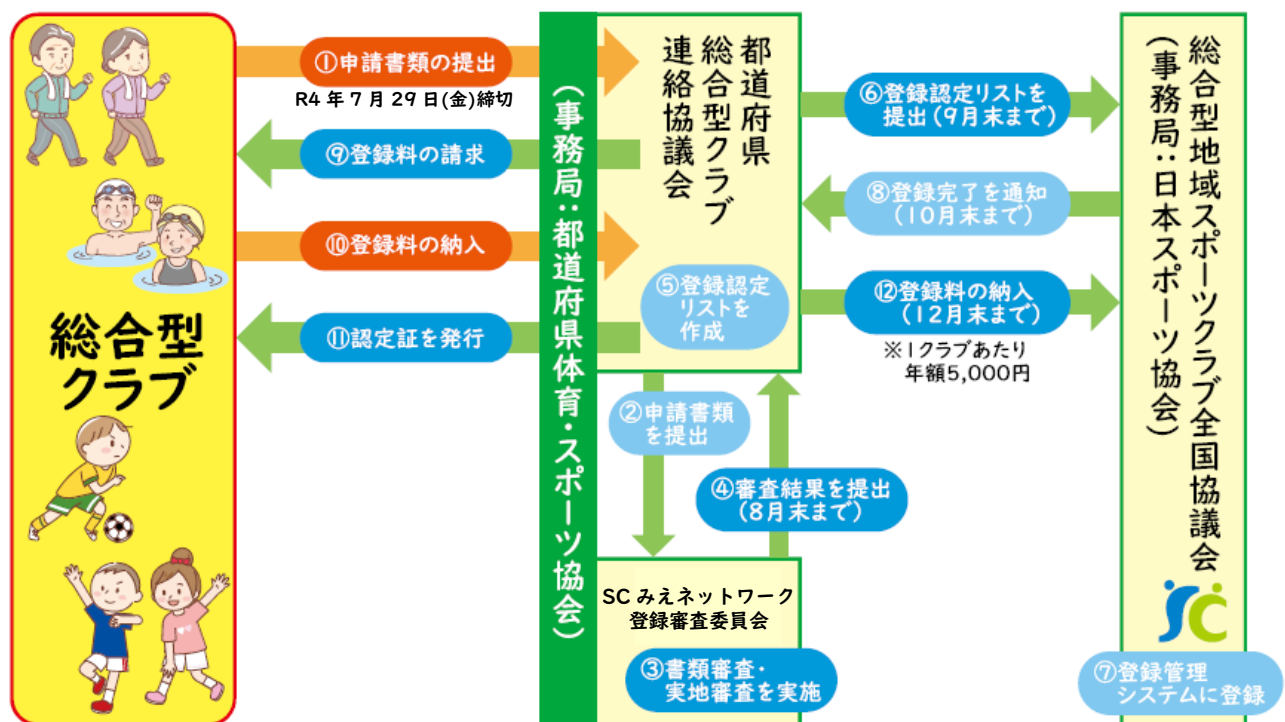 総合型
クラブ
①申請書類の提出
R4年7月29日(金)締切
⑨登録料の請求
⑩登録料の納入
⑪認定証を発行
(事務局:都道府県体育・スポーツ協会)
都道府県
総合型クラブ
連絡協議会
⑤登録認定
リストを
作成
②申請書類
を提出
④審査結果を提出
(8月末まで)
SCみえネットワーク
登録審査委員会
③書類審査・
実地審査を実施
⑥登録認定リストを
提出(9月末まで)
⑧登録完了を通知
(10月末まで)
⑫登録料の納入
(12月末まで)
※1クラブあたり
年額5,000円
総合型地域スポーツクラブ全国協議会
(事務局:日本スポーツ協会)
SC
⑦登録管理
システムに登録